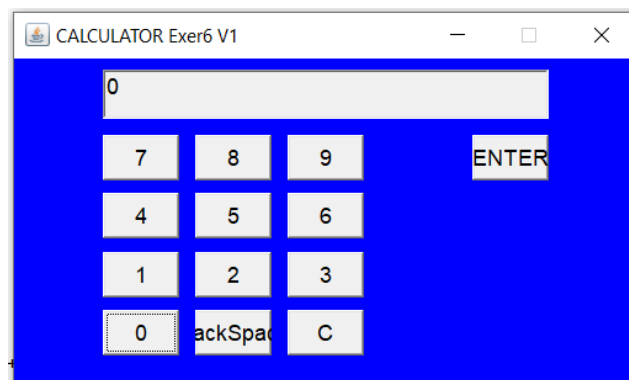 CALCULATOR Exer6 V1
0
7 8 9 ENTER
4 5 6
1 2 3
0 ackSpac C